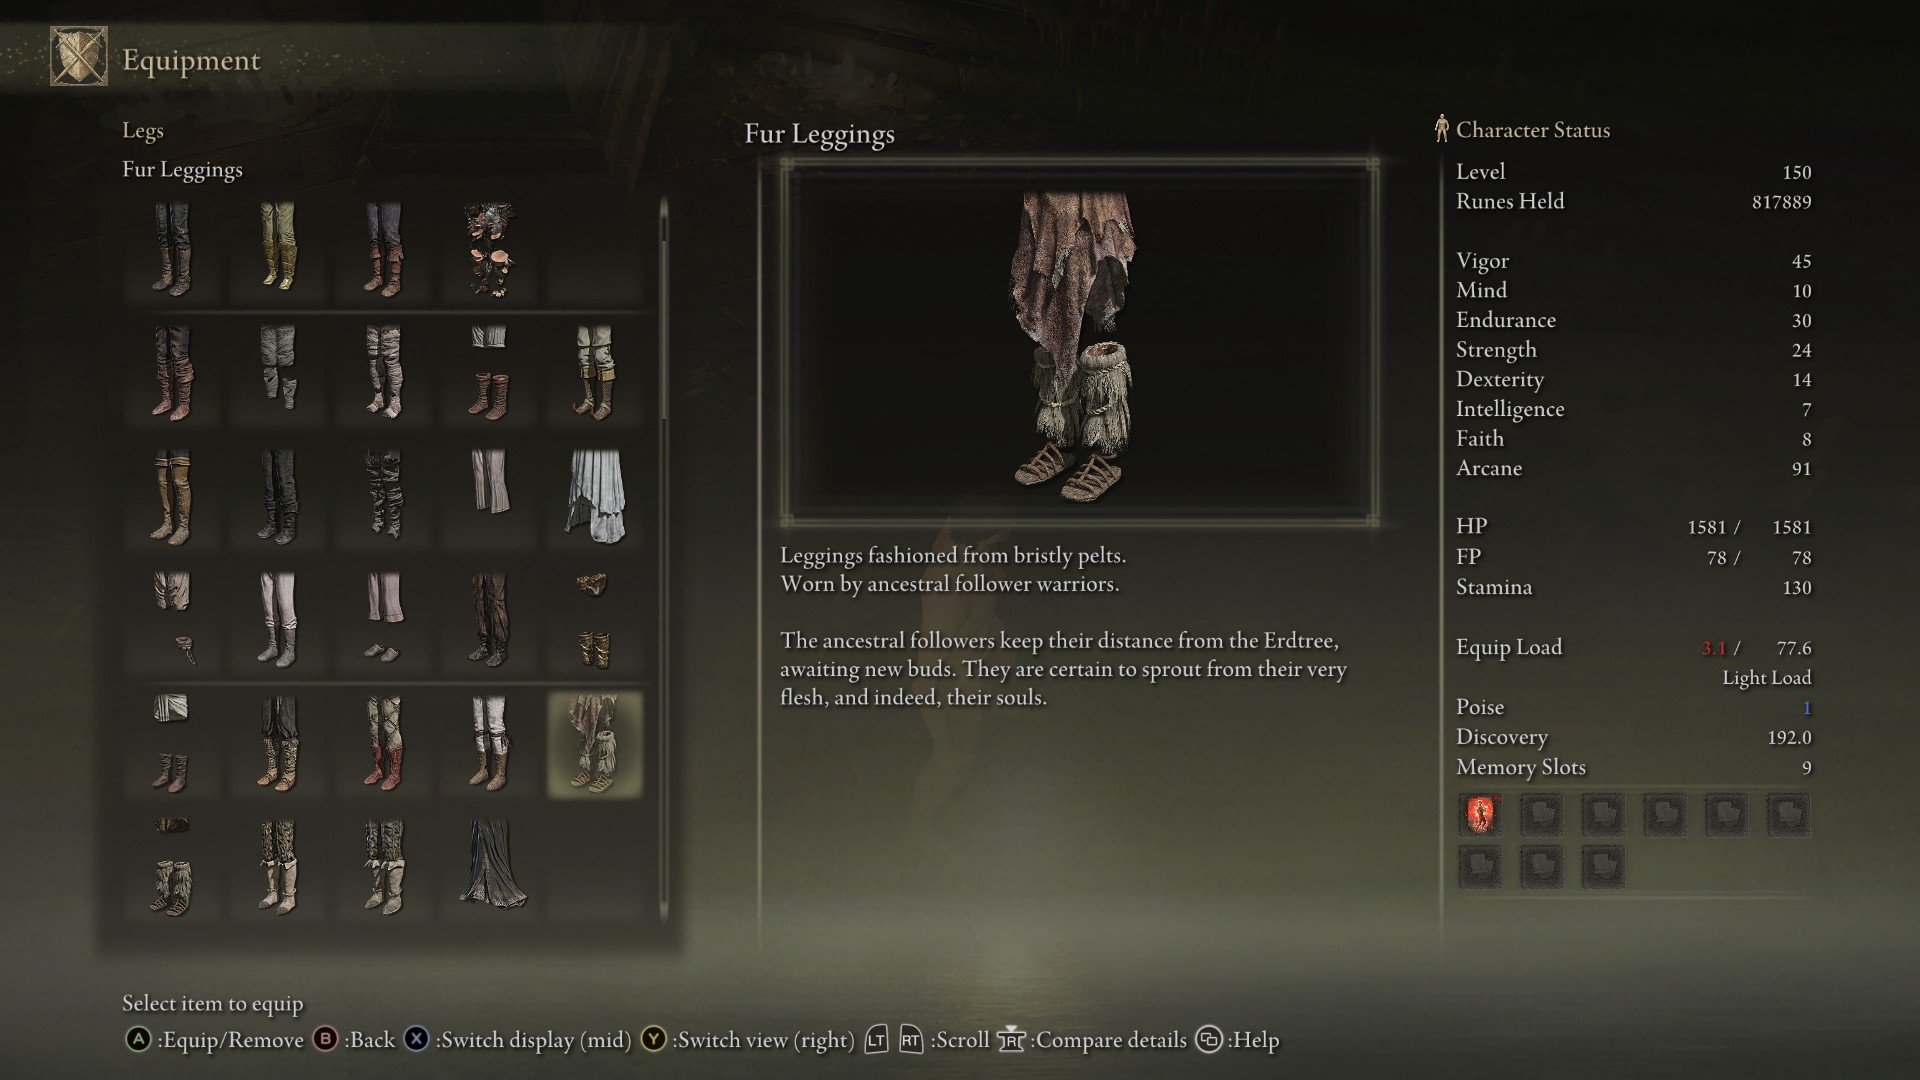 Equipment
Legs
Fur Leggings
Fur Leggings
Leggings fashioned from bristly pelts.
Worn by ancestral follower warriors.
The ancestral followers keep their distance from the Erdtree,
awaiting new buds. They are certain to sprout from their very
flesh, and indeed, their souls.
Character Status
Level 150
Runes Held 817889
Vigor 45
Mind 10
Endurance 30
Strength 24
Dexterity 14
Intelligence 7
Faith 8
Arcane 91
HP 1581 / 1581
FP 78 / 78
Stamina 130
Equip Load 3.1 / 77.6
Light Load
Poise 1
Discovery 192.0
Memory Slots 9
Select item to equip
A :Equip/Remove B :Back X :Switch display (mid) Y :Switch view (right) LT RT :Scroll R :Compare details :Help